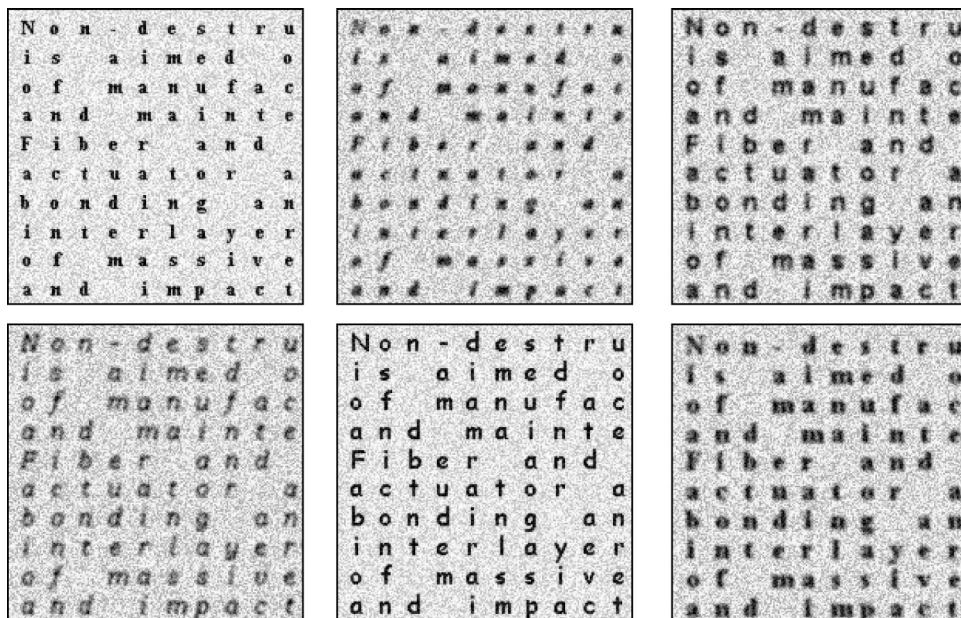 Non-destru
is aimed o
of manufac
and mainte
Fiber and
actuator a
bonding an
interlayer
of massive
and impact
Non-destru
is aimed o
of manufac
and mainte
Fiber and
actuator a
bonding an
interlayer
of massive
and impact
Non-destru
is aimed o
of manufac
and mainte
Fiber and
actuator a
bonding an
interlayer
of massive
and impact
Non-destru
is aimed o
of manufac
and mainte
Fiber and
actuator a
bonding an
interlayer
of massive
and impact
Non-destru
is aimed o
of manufac
and mainte
Fiber and
actuator a
bonding an
interlayer
of massive
and impact
Non-destru
is aimed o
of manufac
and mainte
Fiber and
actuator a
bonding an
interlayer
of massive
and impact